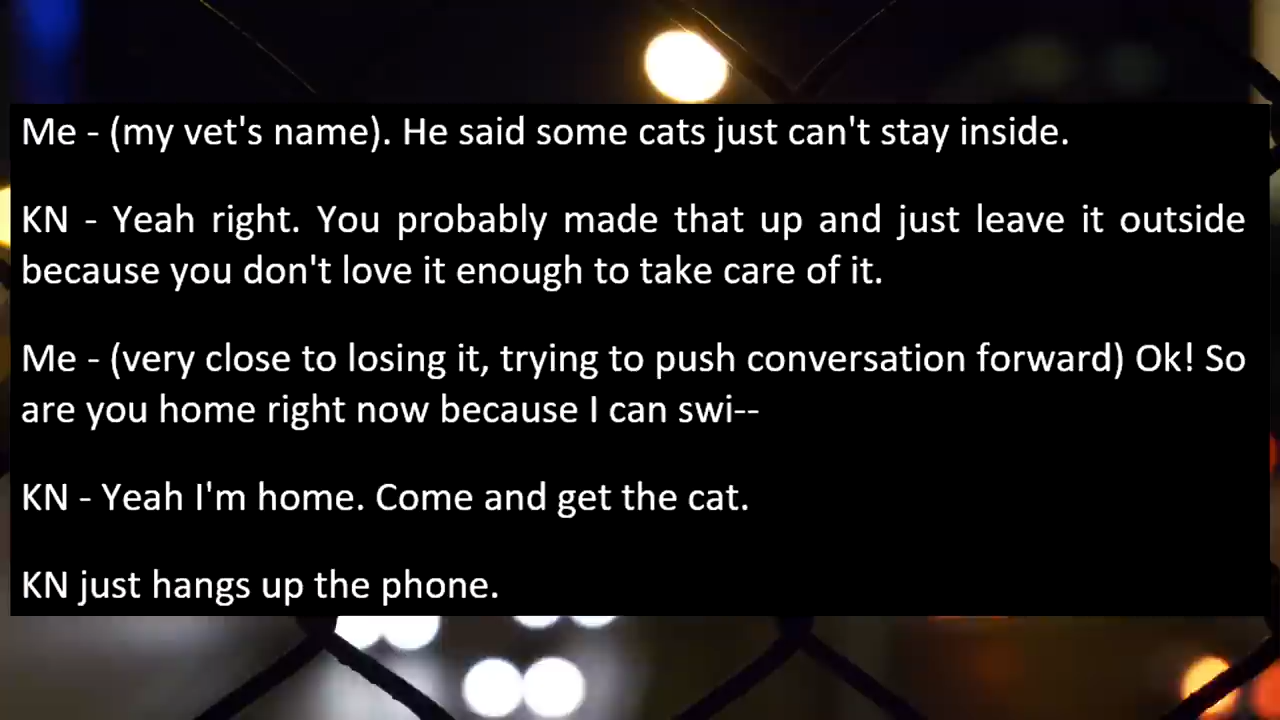 Me - (my vet's name). He said some cats just can't stay inside.
KN - Yeah right. You probably made that up and just leave it outside
because you don't love it enough to take care of it.
Me - (very close to losing it, trying to push conversation forward) Ok! So
are you home right now because I can swi--
KN - Yeah I'm home. Come and get the cat.
KN just hangs up the phone.